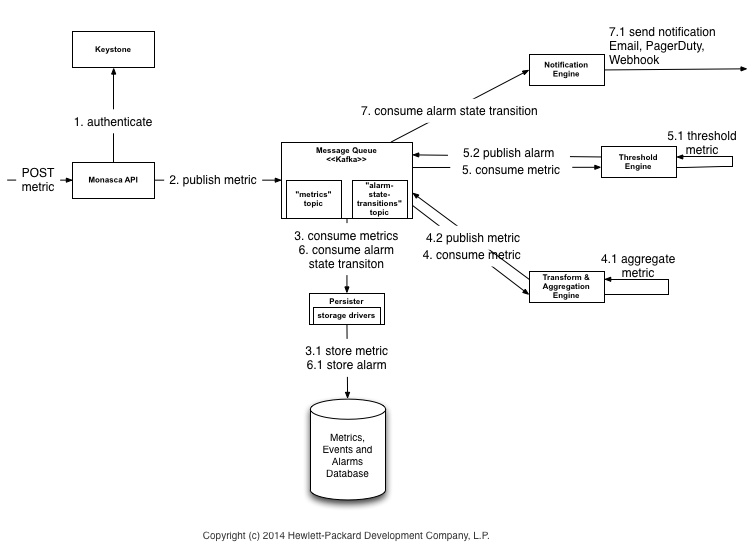 7.1 send notification
Email, PagerDuty,
Webhook
Keystone
Notification
Engine
7. consume alarm state transition
1. authenticate
5.1 threshold
metric
Message Queue
<<Kafka>>
5.2 publish alarm
5. consume metric
Threshold
Engine
POST
metric
Monasca API
2. publish metric
"metrics"
topic
"alarm-
state-
transitions"
topic
3. consume metrics
6. consume alarm
state transiton
4.2 publish metric
4. consume metric
4.1 aggregate
metric
Transform &
Aggregation
Engine
Persister
storage drivers
3.1 store metric
6.1 store alarm
Metrics,
Events and
Alarms
Database
Copyright (c) 2014 Hewlett-Packard Development Company, L.P.